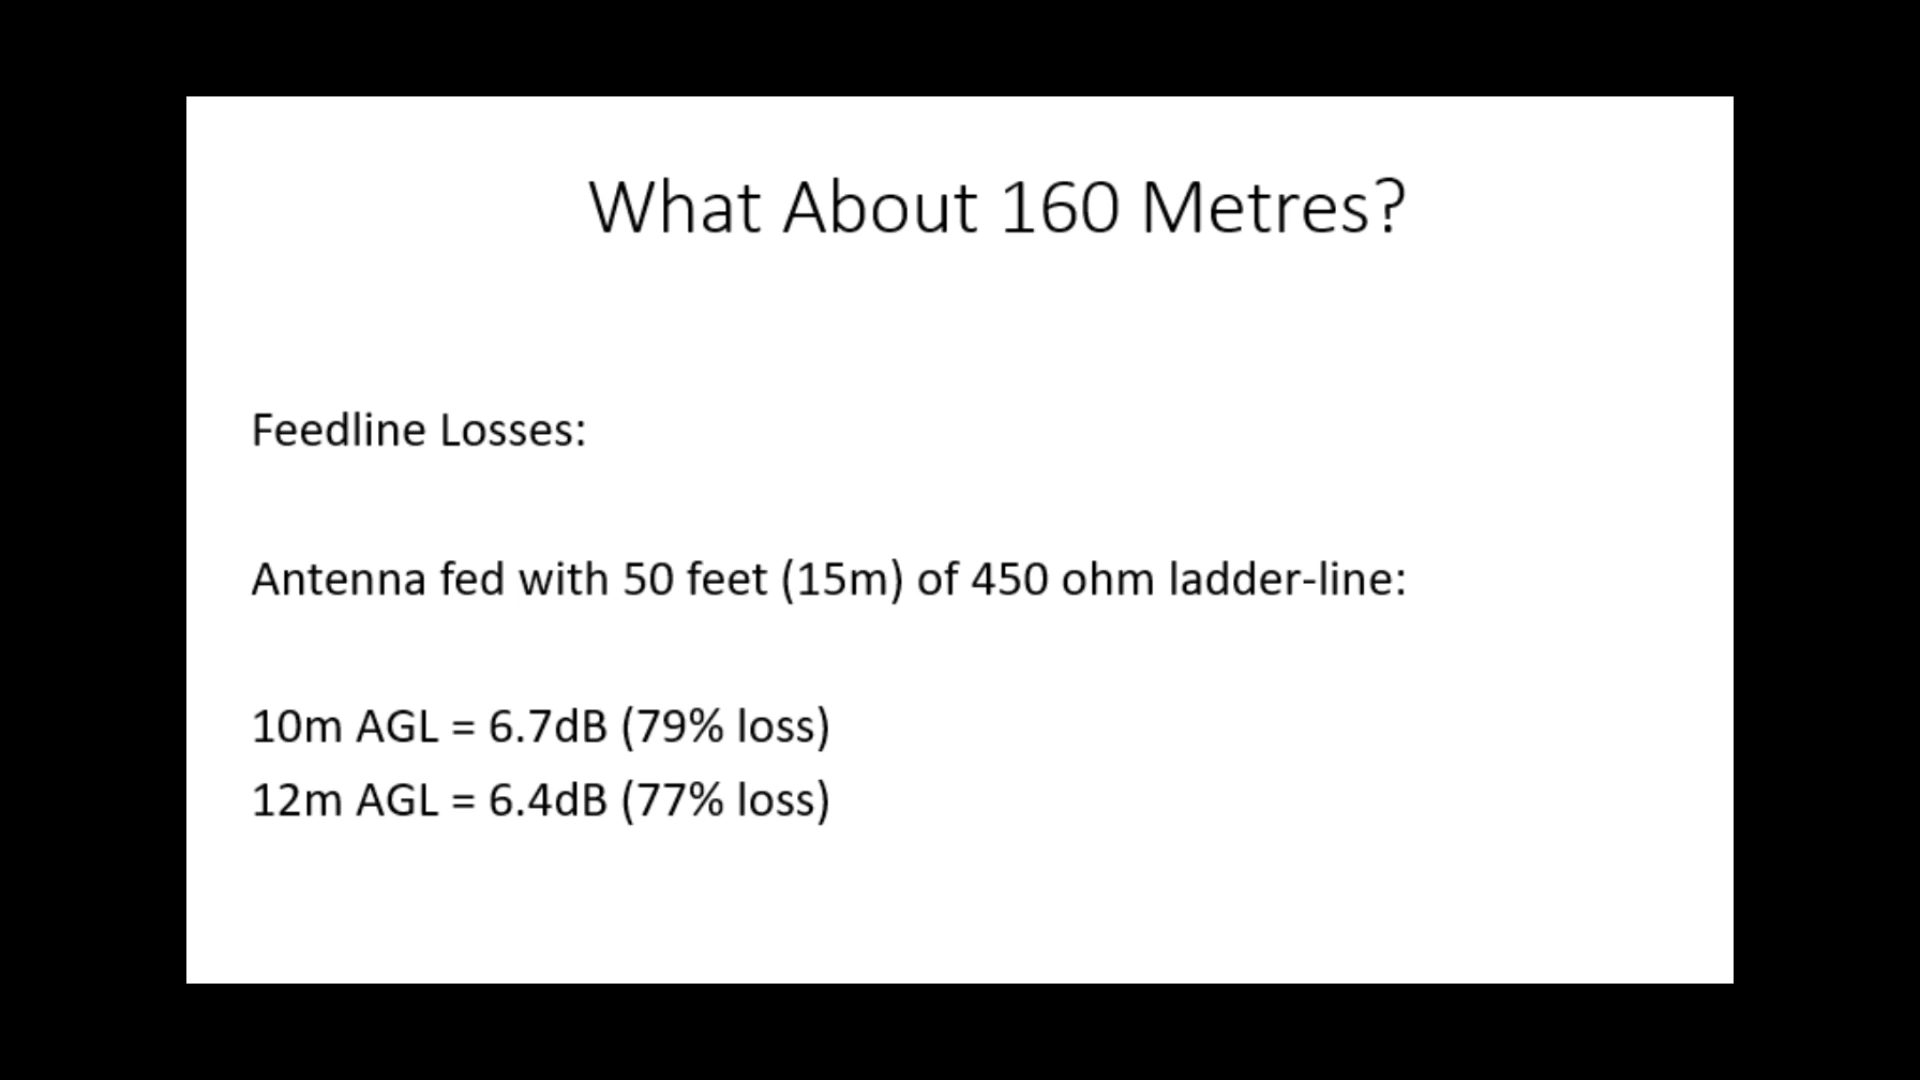 What About 160 Metres?
Feedline Losses:
Antenna fed with 50 feet (15m) of 450 ohm ladder-line:
10m AGL = 6.7dB (79% loss)
12m AGL = 6.4dB (77% loss)